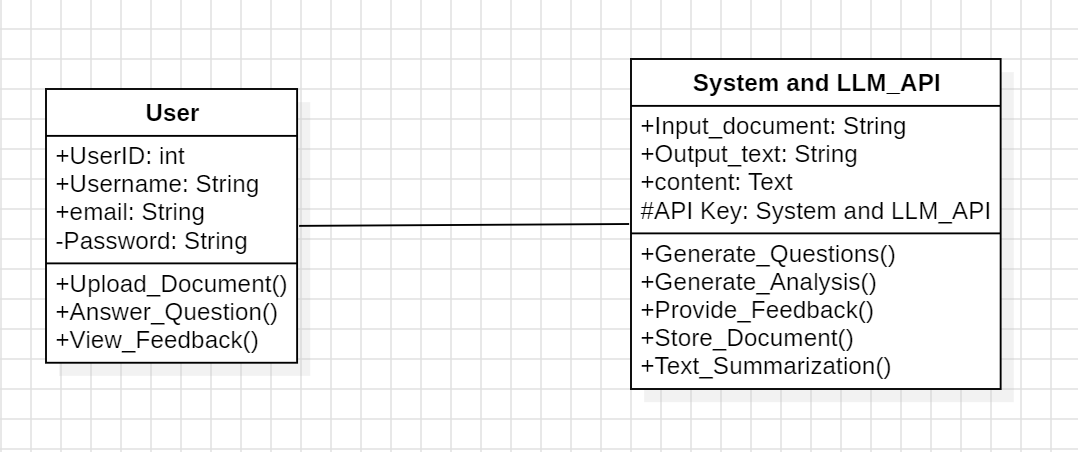 User
+UserID: int
+Username: String
+email: String
-Password: String
+Upload_Document()
+Answer_Question()
+View_Feedback()
System and LLM_API
+Input_document: String
+Output_text: String
+content: Text
#API Key: System and LLM_API
+Generate_Questions()
+Generate_Analysis()
+Provide_Feedback()
+Store_Document()
+Text_Summarization()